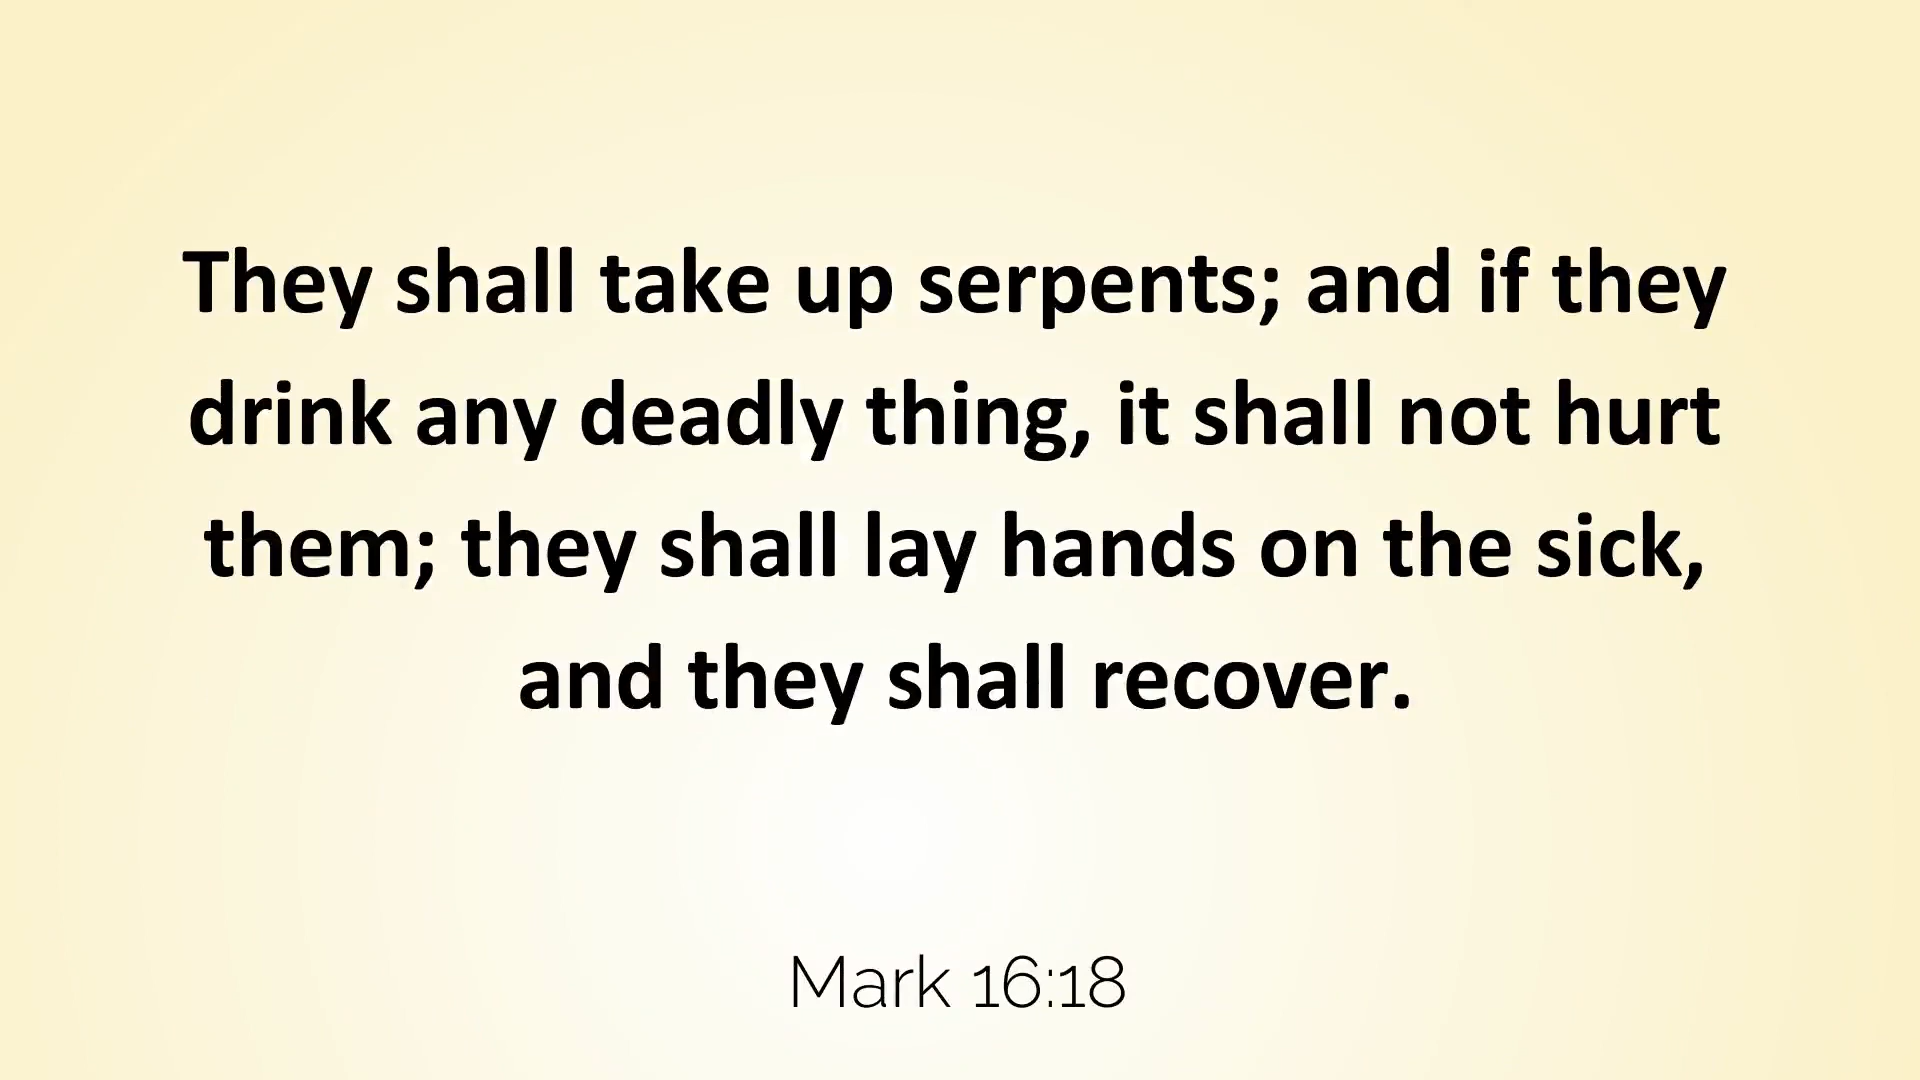 They shall take up serpents; and if they
drink any deadly thing, it shall not hurt
them; they shall lay hands on the sick,
and they shall recover.
Mark 16:18